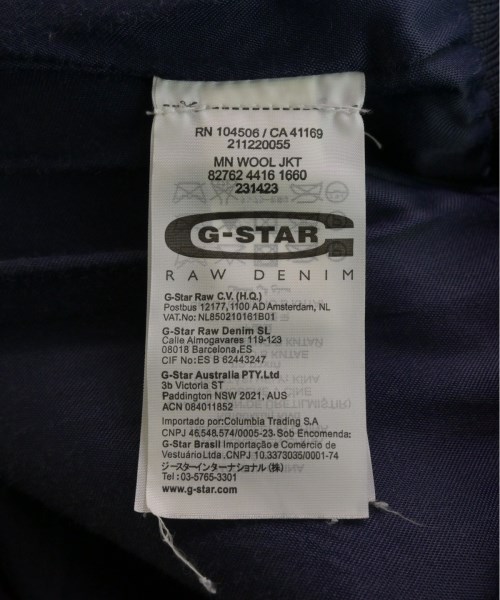 RN 104506 / CA 41169
211220055
MN WOOL JKT
82762 4416 1660
231423
G-STAR
RAW DENIM
G-Star Raw C.V. (H.Q.)
Postbus 12177, 1100 AD Amsterdam, NL
VAT.No: NL850210161B01
G-Star Raw Denim SL
Calle Almogavares 119-123
08018 Barcelona,ES
CIF No:ES B 62443247
G-Star Australia PTY.Ltd
3b Victoria ST
Paddington NSW 2021, AUS
ACN 084011852
Importado por:Columbia Trading S.A
CNPJ 46.548.574/0005-23. Sob Encomenda:
G-Star Brasil Importação e Comércio de
Vestuário Ltda .CNPJ 10.3373035/0001-74
ジースターインターナショナル (株)
Tel : 03-5765-3301
www.g-star.com